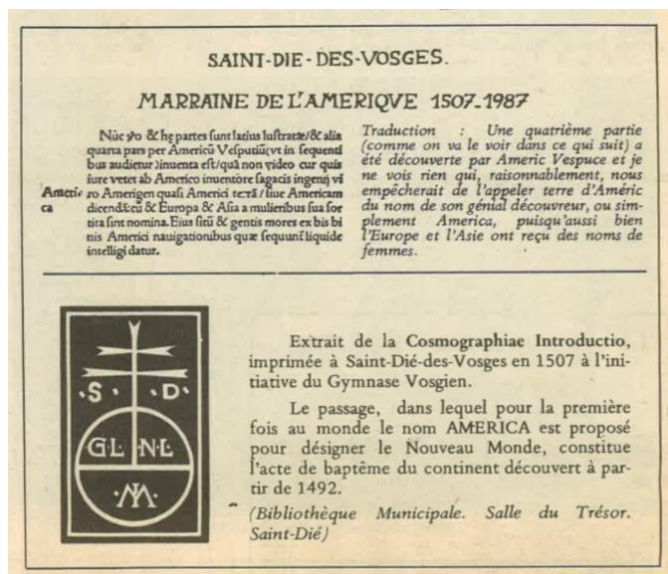 SAINT-DIE-DES-VOSGES.
MARRAINE DE L'AMERIQVE 1507-1987
Nūc ỹo & hę partes sunt latius lustratæ/& alia
quarta pars per Americū Vesputiū(vt in sequenti
bus audietur)inuenta est/quā non video cur quis
iure vetet ab Americo inuentore sagacis ingenij vi
ro Amerigen quasi Americi terrā / siue Americam
dicendā:cū & Europa & Asia a mulieribus sua sor
tita sint nomina. Eius sitū & gentis mores ex bis bi
nis Americi nauigationibus quæ sequunt liquide
intelligi datur.
Ameri-
ca
Traduction : Une quatrième partie
(comme on va le voir dans ce qui suit) a
été découverte par Americ Vespuce et je
ne vois rien qui, raisonnablement, nous
empêcherait de l'appeler terre d'Améric
du nom de son génial découvreur, ou sim-
plement America, puisqu'aussi bien
l'Europe et l'Asie ont reçu des noms de
femmes.
·S· ·D·
GL NL
·M·
Extrait de la Cosmographiae Introductio,
imprimée à Saint-Dié-des-Vosges en 1507 à l'ini-
tiative du Gymnase Vosgien.
Le passage, dans lequel pour la première
fois au monde le nom AMERICA est proposé
pour désigner le Nouveau Monde, constitue
l'acte de baptême du continent découvert à par-
tir de 1492.
(Bibliothèque Municipale. Salle du Trésor.
Saint-Dié)